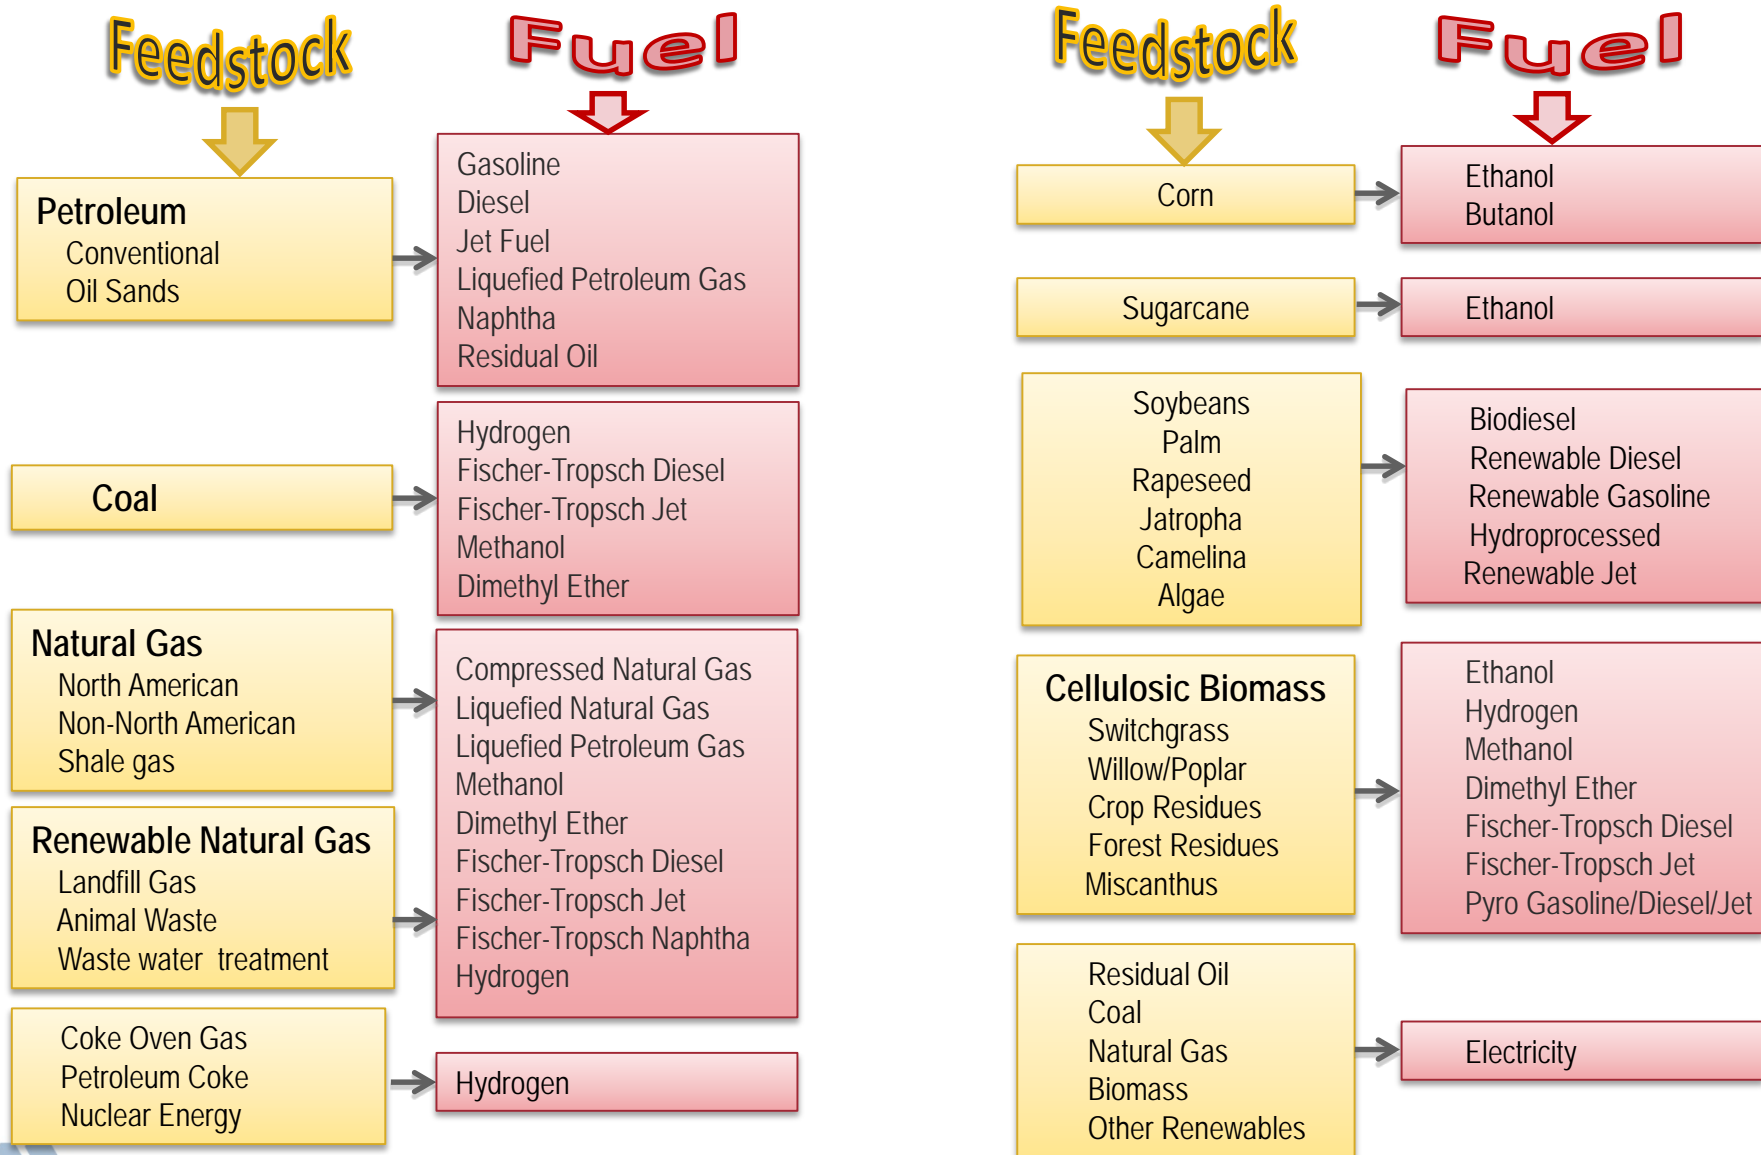 Feedstock
Fuel
Petroleum
Conventional
Oil Sands
Gasoline
Diesel
Jet Fuel
Liquefied Petroleum Gas
Naphtha
Residual Oil
Coal
Hydrogen
Fischer-Tropsch Diesel
Fischer-Tropsch Jet
Methanol
Dimethyl Ether
Natural Gas
North American
Non-North American
Shale gas
Renewable Natural Gas
Landfill Gas
Animal Waste
Waste water treatment
Compressed Natural Gas
Liquefied Natural Gas
Liquefied Petroleum Gas
Methanol
Dimethyl Ether
Fischer-Tropsch Diesel
Fischer-Tropsch Jet
Fischer-Tropsch Naphtha
Hydrogen
Coke Oven Gas
Petroleum Coke
Nuclear Energy
Hydrogen
Feedstock
Fuel
Corn
Ethanol
Butanol
Sugarcane
Ethanol
Soybeans
Palm
Rapeseed
Jatropha
Camelina
Algae
Biodiesel
Renewable Diesel
Renewable Gasoline
Hydroprocessed
Renewable Jet
Cellulosic Biomass
Switchgrass
Willow/Poplar
Crop Residues
Forest Residues
Miscanthus
Ethanol
Hydrogen
Methanol
Dimethyl Ether
Fischer-Tropsch Diesel
Fischer-Tropsch Jet
Pyro Gasoline/Diesel/Jet
Residual Oil
Coal
Natural Gas
Biomass
Other Renewables
Electricity